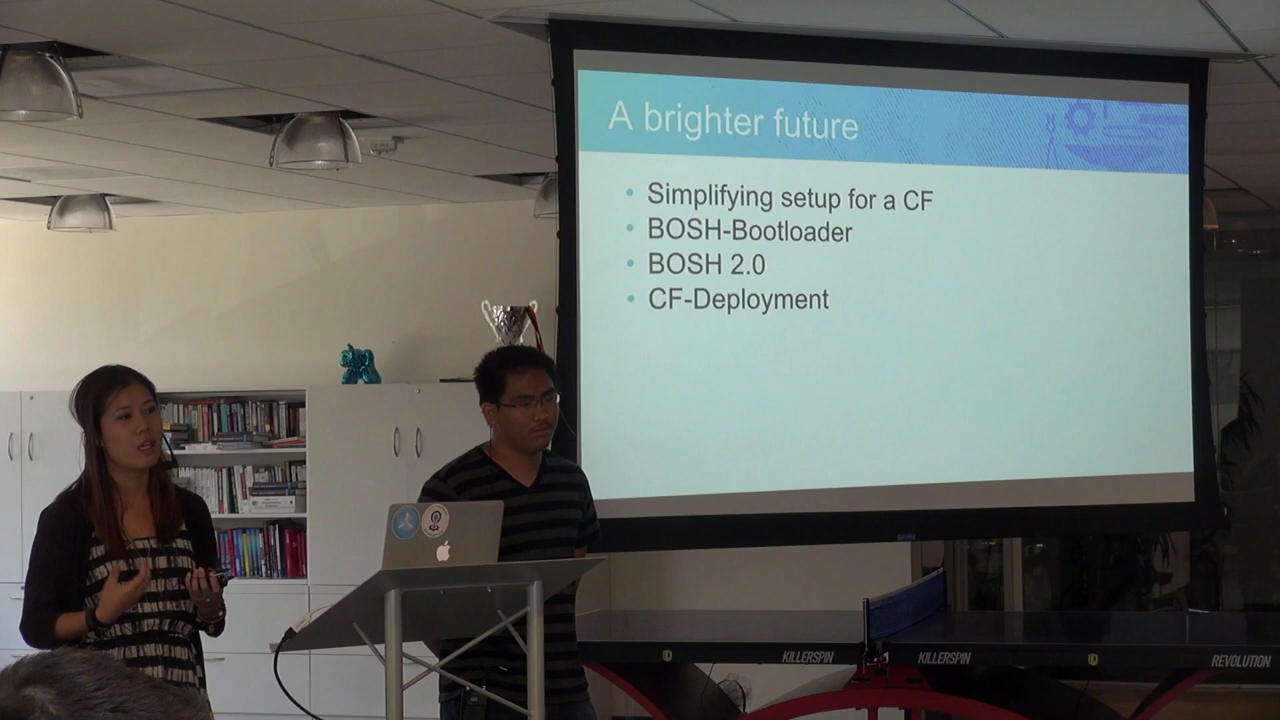 A brighter future
Simplifying setup for a CF
BOSH-Bootloader
BOSH 2.0
CF-Deployment
KILLERSPIN
KILLERSPIN
REVOLUTION